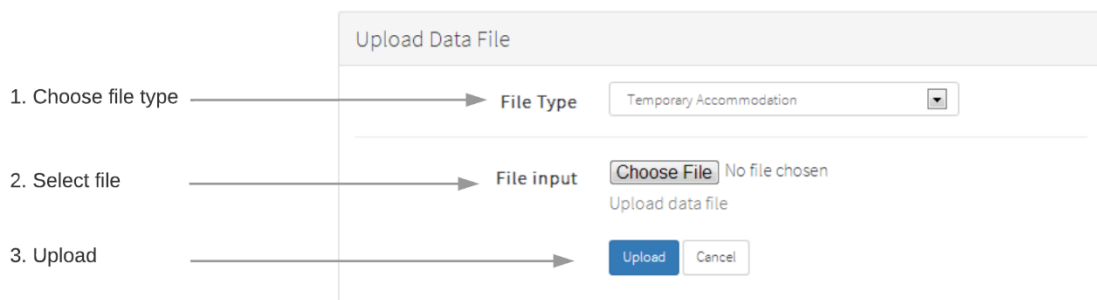 Upload Data File
1. Choose file type
File Type
Temporary Accommodation
2. Select file
File input
Choose File No file chosen
Upload data file
3. Upload
Upload
Cancel